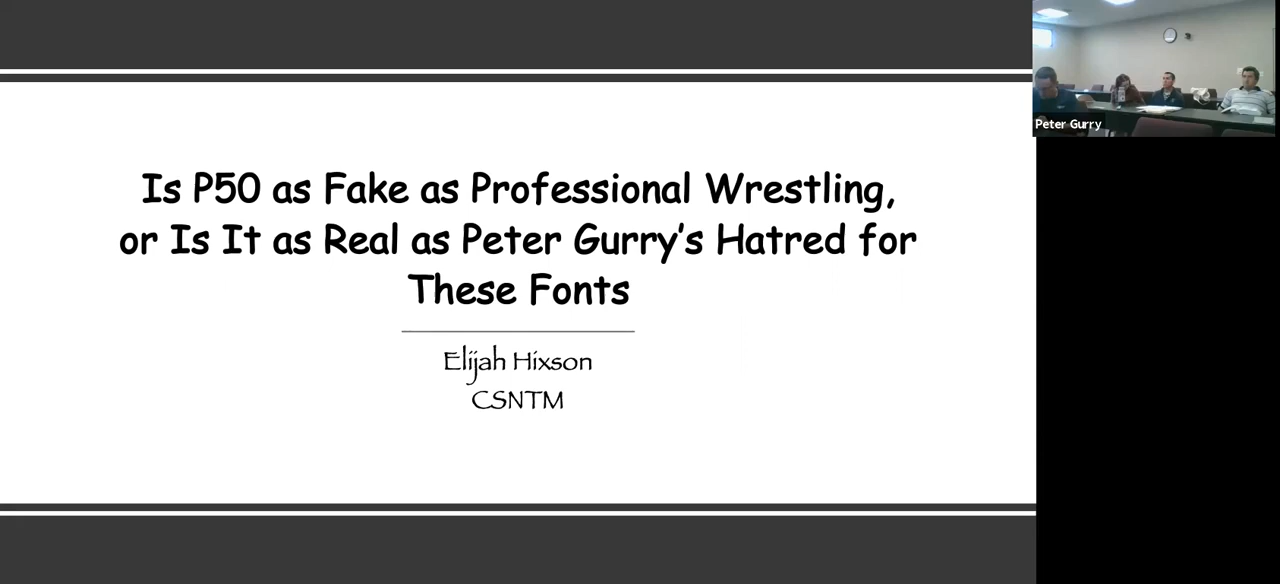 Is P50 as Fake as Professional Wrestling,
or Is It as Real as Peter Gurry’s Hatred for
These Fonts
Elijah Hixson
CSNTM
Peter Gurry